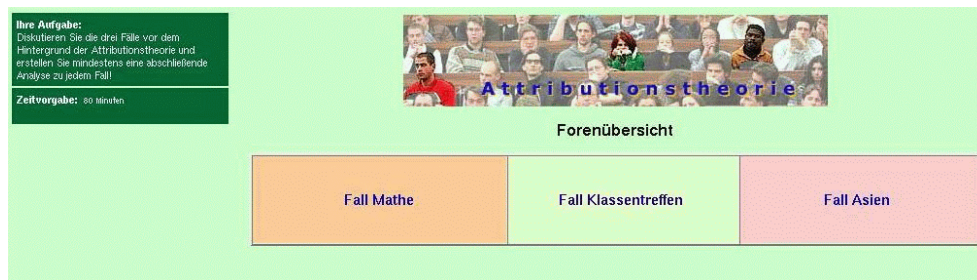 Ihre Aufgabe:
Diskutieren Sie die drei Fälle vor dem
Hintergrund der Attributionstheorie und
erstellen Sie mindestens eine abschließende
Analyse zu jedem Fall!
Zeitvorgabe: 80 Minuten
Attributionstheorie
Forenübersicht
Fall Mathe
Fall Klassentreffen
Fall Asien